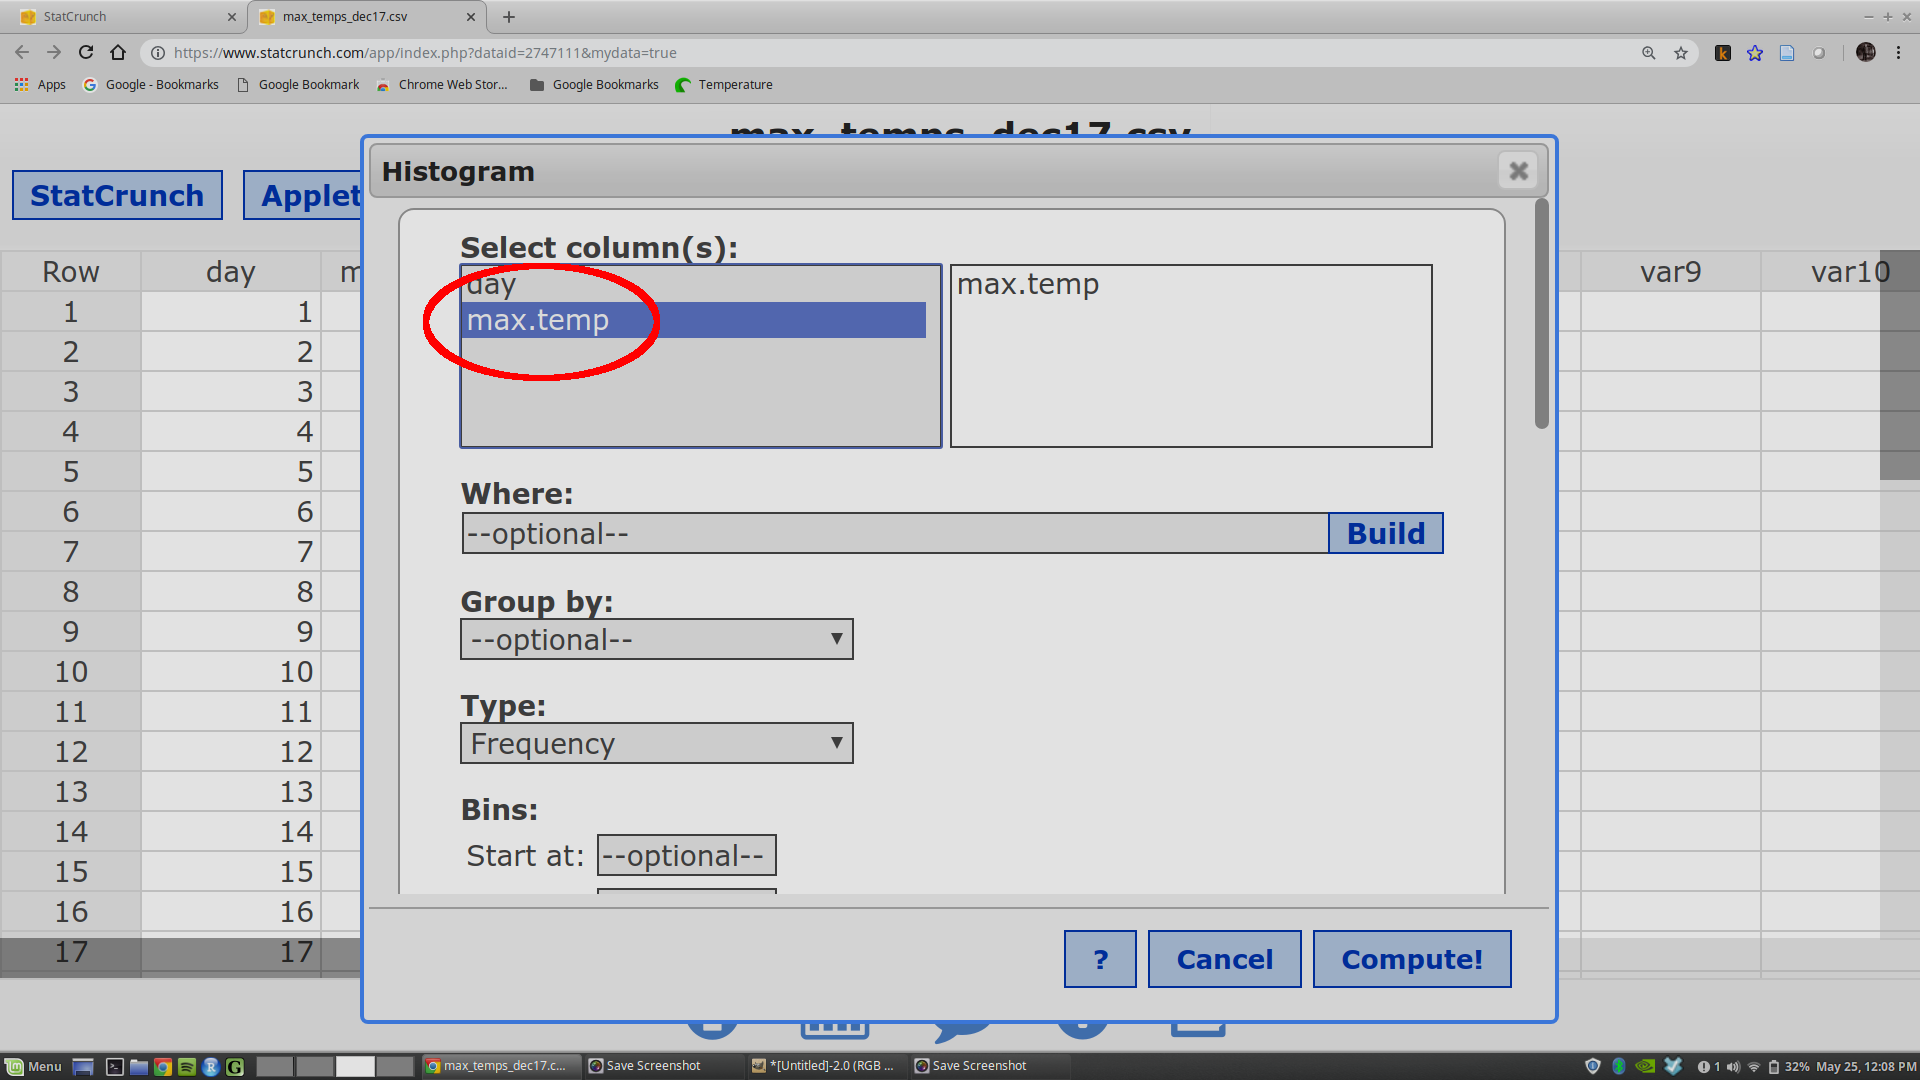 StatCrunch
max_temps_dec17.csv
https://www.statcrunch.com/app/index.php?dataid=2747111&mydata=true
Apps
Google - Bookmarks
Google Bookmark
Chrome Web Stor...
Google Bookmarks
Temperature
max_temps_dec17.csv
StatCrunch
Applet
Histogram
Select column(s):
day
max.temp
max.temp
Where:
--optional--
Build
Group by:
--optional--
Type:
Frequency
Bins:
Start at: --optional--
? Cancel Compute!
Row day m var9 var10
1 1
2 2
3 3
4 4
5 5
6 6
7 7
8 8
9 9
10 10
11 11
12 12
13 13
14 14
15 15
16 16
17 17
Menu
max_temps_dec17.c...
Save Screenshot
*[Untitled]-2.0 (RGB ...
Save Screenshot
1
32%
May 25, 12:08 PM